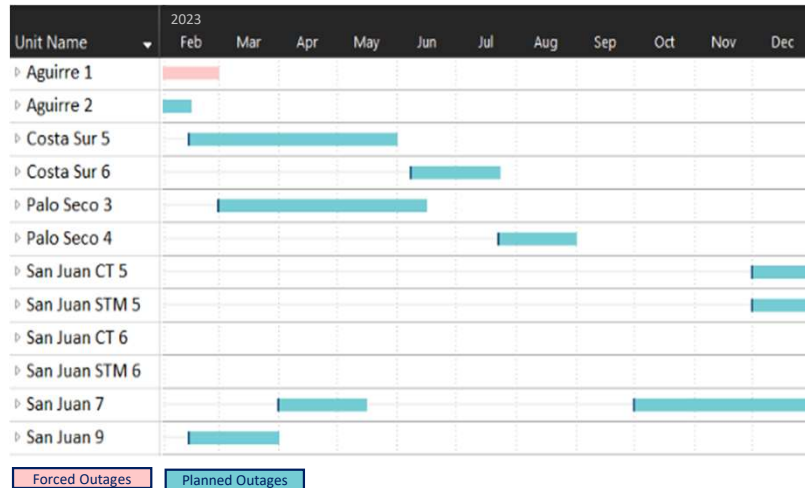 2023
Unit Name Feb Mar Apr May Jun Jul Aug Sep Oct Nov Dec
Aguirre 1
Aguirre 2
Costa Sur 5
Costa Sur 6
Palo Seco 3
Palo Seco 4
San Juan CT 5
San Juan STM 5
San Juan CT 6
San Juan STM 6
San Juan 7
San Juan 9
Forced Outages Planned Outages